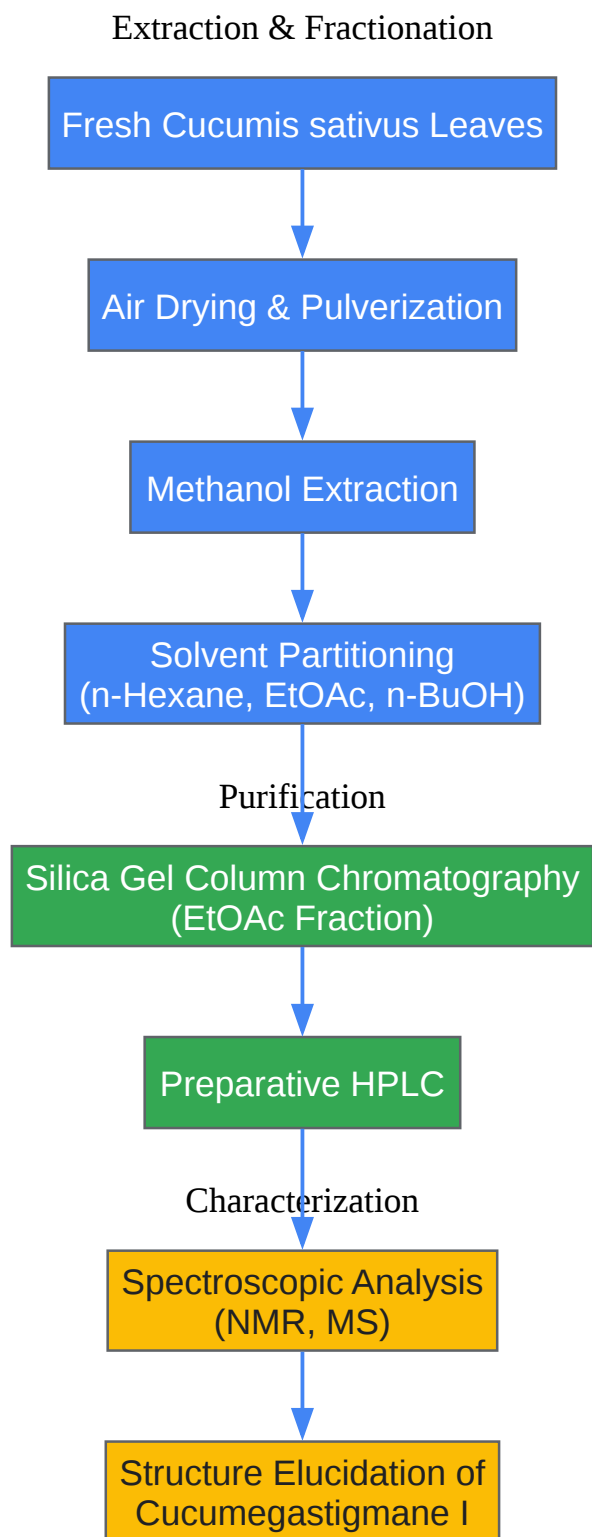 Extraction & Fractionation
Fresh Cucumis sativus Leaves
Air Drying & Pulverization
Methanol Extraction
Solvent Partitioning
(n-Hexane, EtOAc, n-BuOH)
Purification
Silica Gel Column Chromatography
(EtOAc Fraction)
Preparative HPLC
Characterization
Spectroscopic Analysis
(NMR, MS)
Structure Elucidation of
Cucumegastigmane I